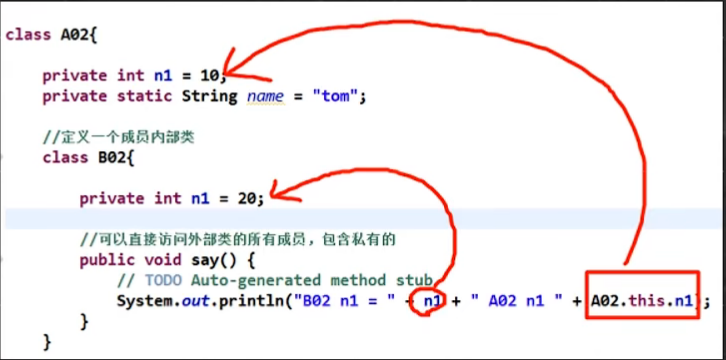 class A02{
private int n1 = 10;
private static String name = "tom";
//定义一个成员内部类
class B02{
private int n1 = 20;
//可以直接访问外部类的所有成员，包含私有的
public void say() {
// TODO Auto-generated method stub
System.out.println("B02 n1 = " + n1 + " A02 n1 " + A02.this.n1);
}
}